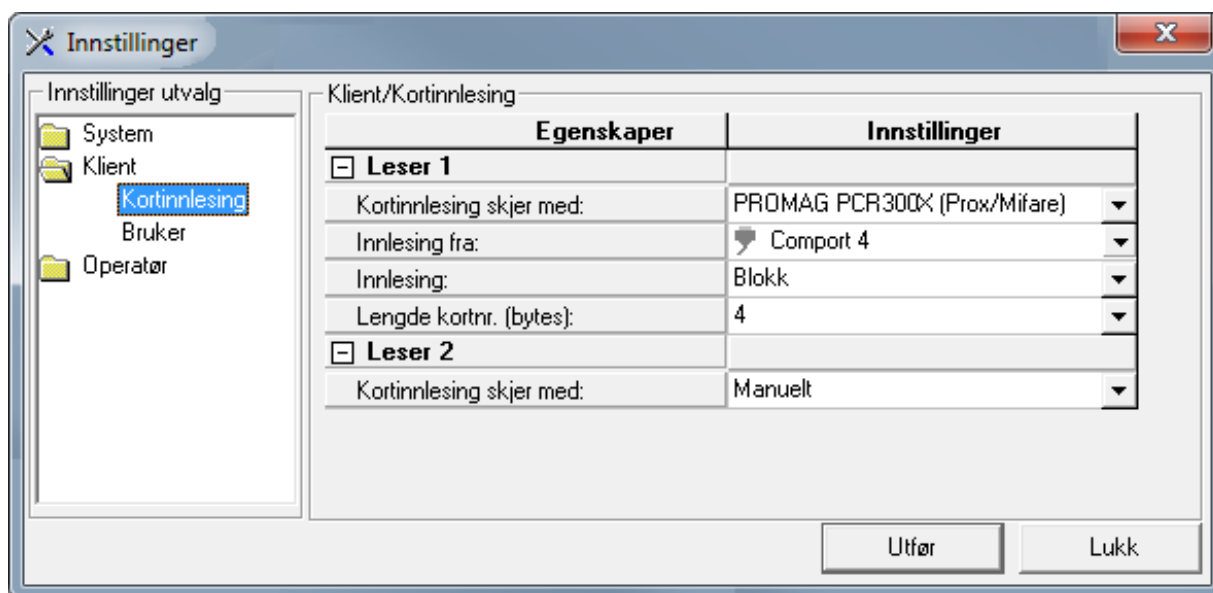 Innstillinger
Innstillinger utvalg
System
Klient
Kortinnlesing
Bruker
Operatør
Klient/Kortinnlesing
Egenskaper Innstillinger
Leser 1
Kortinnlesing skjer med: PROMAG PCR300X (Prox/Mifare)
Innlesing fra: Comport 4
Innlesing: Blokk
Lengde kortnr. (bytes): 4
Leser 2
Kortinnlesing skjer med: Manuelt
Utfør Lukk